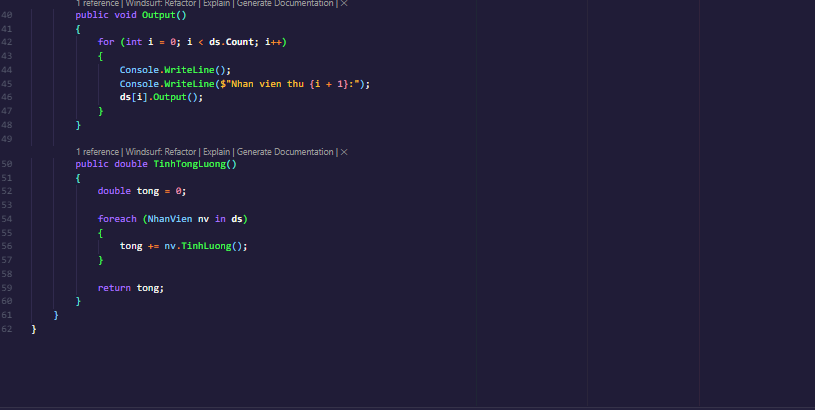 1 reference | Windsurf: Refactor | Explain | Generate Documentation | ×
40 public void Output()
41 {
42 for (int i = 0; i < ds.Count; i++)
43 {
44 Console.WriteLine();
45 Console.WriteLine($"Nhan vien thu {i + 1}:");
46 ds[i].Output();
47 }
48 }
49
1 reference | Windsurf: Refactor | Explain | Generate Documentation | ×
50 public double TinhTongLuong()
51 {
52 double tong = 0;
53
54 foreach (NhanVien nv in ds)
55 {
56 tong += nv.TinhLuong();
57 }
58
59 return tong;
60 }
61 }
62 }